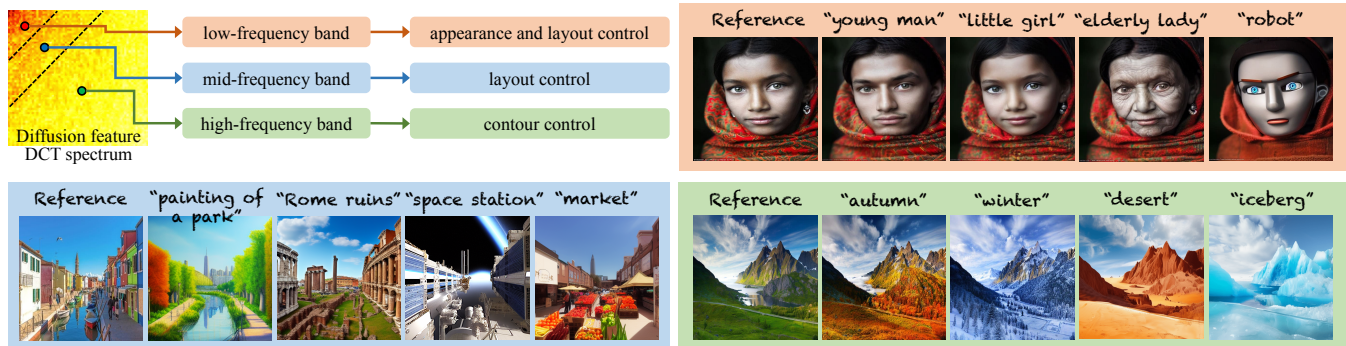 low-frequency band
appearance and layout control
mid-frequency band
layout control
high-frequency band
contour control
Diffusion feature
DCT spectrum
Reference
"young man"
"little girl"
"elderly lady"
"robot"
Reference
"painting of
a park"
"Rome ruins"
"space station"
"market"
Reference
"autumn"
"winter"
"desert"
"iceberg"